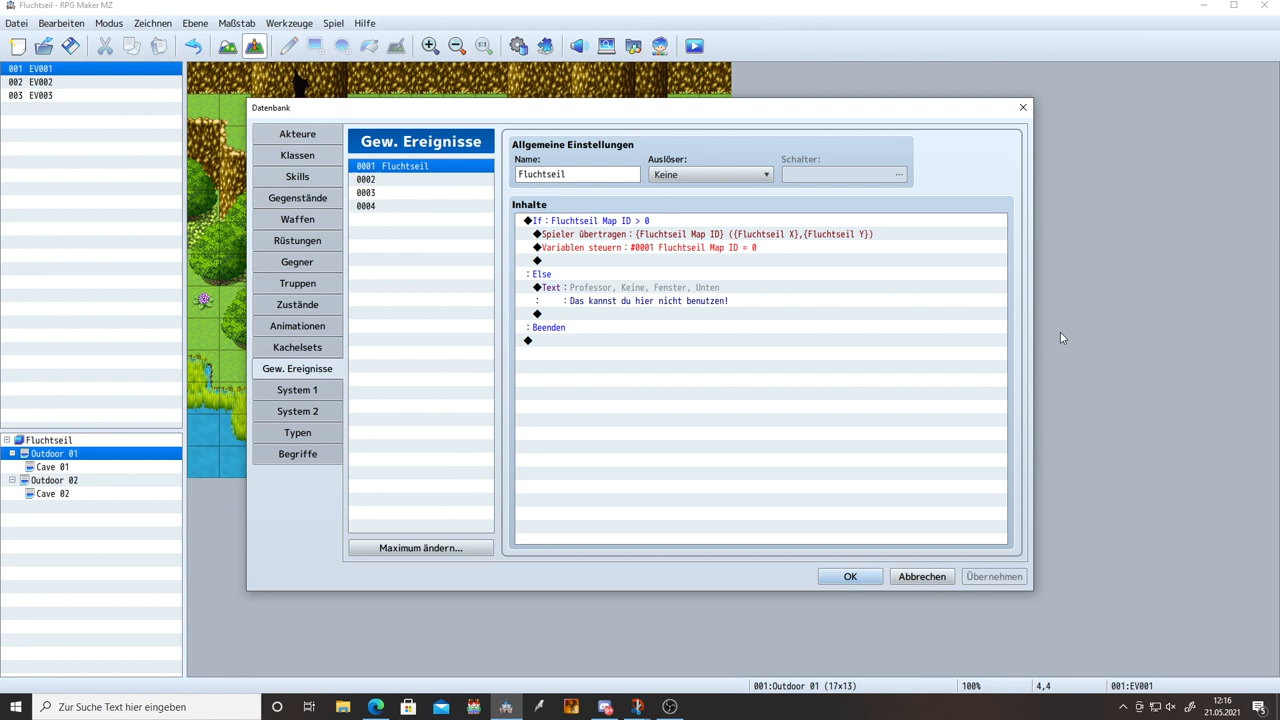 Fluchtseil - RPG Maker MZ
Datei Bearbeiten Modus Zeichnen Ebene Maßstab Werkzeuge Spiel Hilfe
001 EV001
002 EV002
003 EV003
Datenbank
Akteure
Klassen
Skills
Gegenstände
Waffen
Rüstungen
Gegner
Truppen
Zustände
Animationen
Kachelsets
Gew. Ereignisse
System 1
System 2
Typen
Begriffe
Gew. Ereignisse
0001 Fluchtseil
0002
0003
0004
Maximum ändern...
Allgemeine Einstellungen
Name: Auslöser: Schalter:
Fluchtseil Keine ...
Inhalte
◆If：Fluchtseil Map ID > 0
◆Spieler übertragen：{Fluchtseil Map ID} ({Fluchtseil X},{Fluchtseil Y})
◆Variablen steuern：#0001 Fluchtseil Map ID = 0
◆
：Else
◆Text：Professor, Keine, Fenster, Unten
：　：Das kannst du hier nicht benutzen!
◆
：Beenden
◆
OK Abbrechen Übernehmen
Fluchtseil
Outdoor 01
Cave 01
Outdoor 02
Cave 02
001:Outdoor 01 (17x13) 100% 4,4 001:EV001
Zur Suche Text hier eingeben
12:16
21.05.2021
5